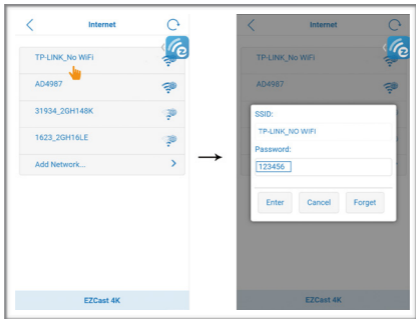 Internet
TP-LINK_No WiFi
AD4987
31934_2GH148K
1623_2GH16LE
Add Network...
EZCast 4K
Internet
TP-LINK_No WiFi
AD4987
SSID:
TP-LINK_NO WIFI
Password:
123456
Enter Cancel Forget
EZCast 4K